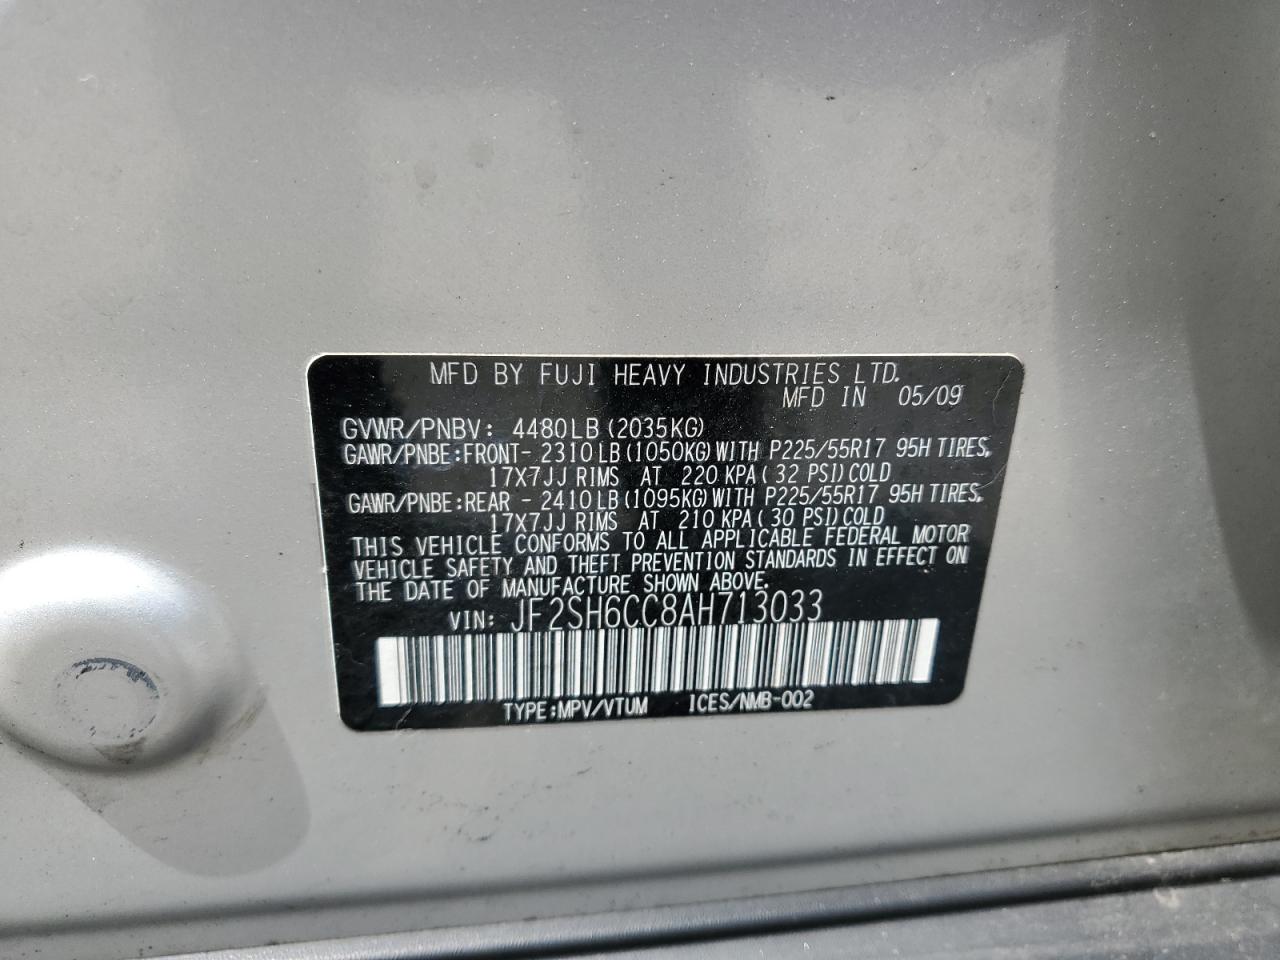 MFD BY FUJI HEAVY INDUSTRIES LTD.
MFD IN 05/09
GVWR/PNBV: 4480LB(2035KG)
GAWR/PNBE:FRONT- 2310LB(1050KG)WITH P225/55R17 95H TIRES,
17X7JJ RIMS AT 220 KPA(32 PSI)COLD
GAWR/PNBE:REAR - 2410LB(1095KG)WITH P225/55R17 95H TIRES,
17X7JJ RIMS AT 210 KPA(30 PSI)COLD
THIS VEHICLE CONFORMS TO ALL APPLICABLE FEDERAL MOTOR
VEHICLE SAFETY AND THEFT PREVENTION STANDARDS IN EFFECT ON
THE DATE OF MANUFACTURE SHOWN ABOVE.
VIN: JF2SH6CC8AH713033
TYPE:MPV/VTUM ICES/NMB-002